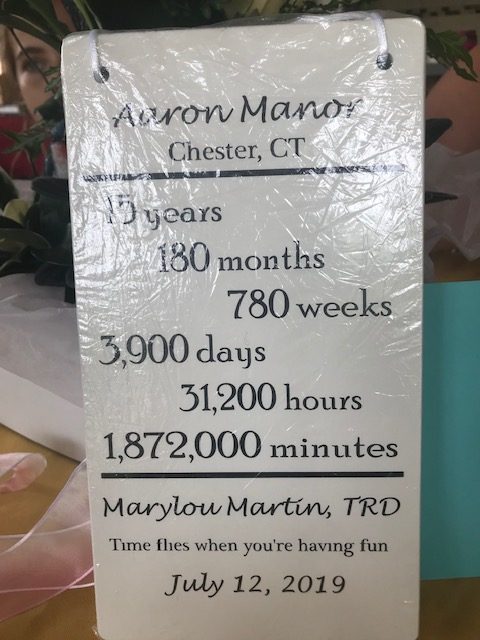 Aaron Manor
Chester, CT
15 years
180 months
780 weeks
3,900 days
31,200 hours
1,872,000 minutes
Marylou Martin, TRD
Time flies when you're having fun
July 12, 2019